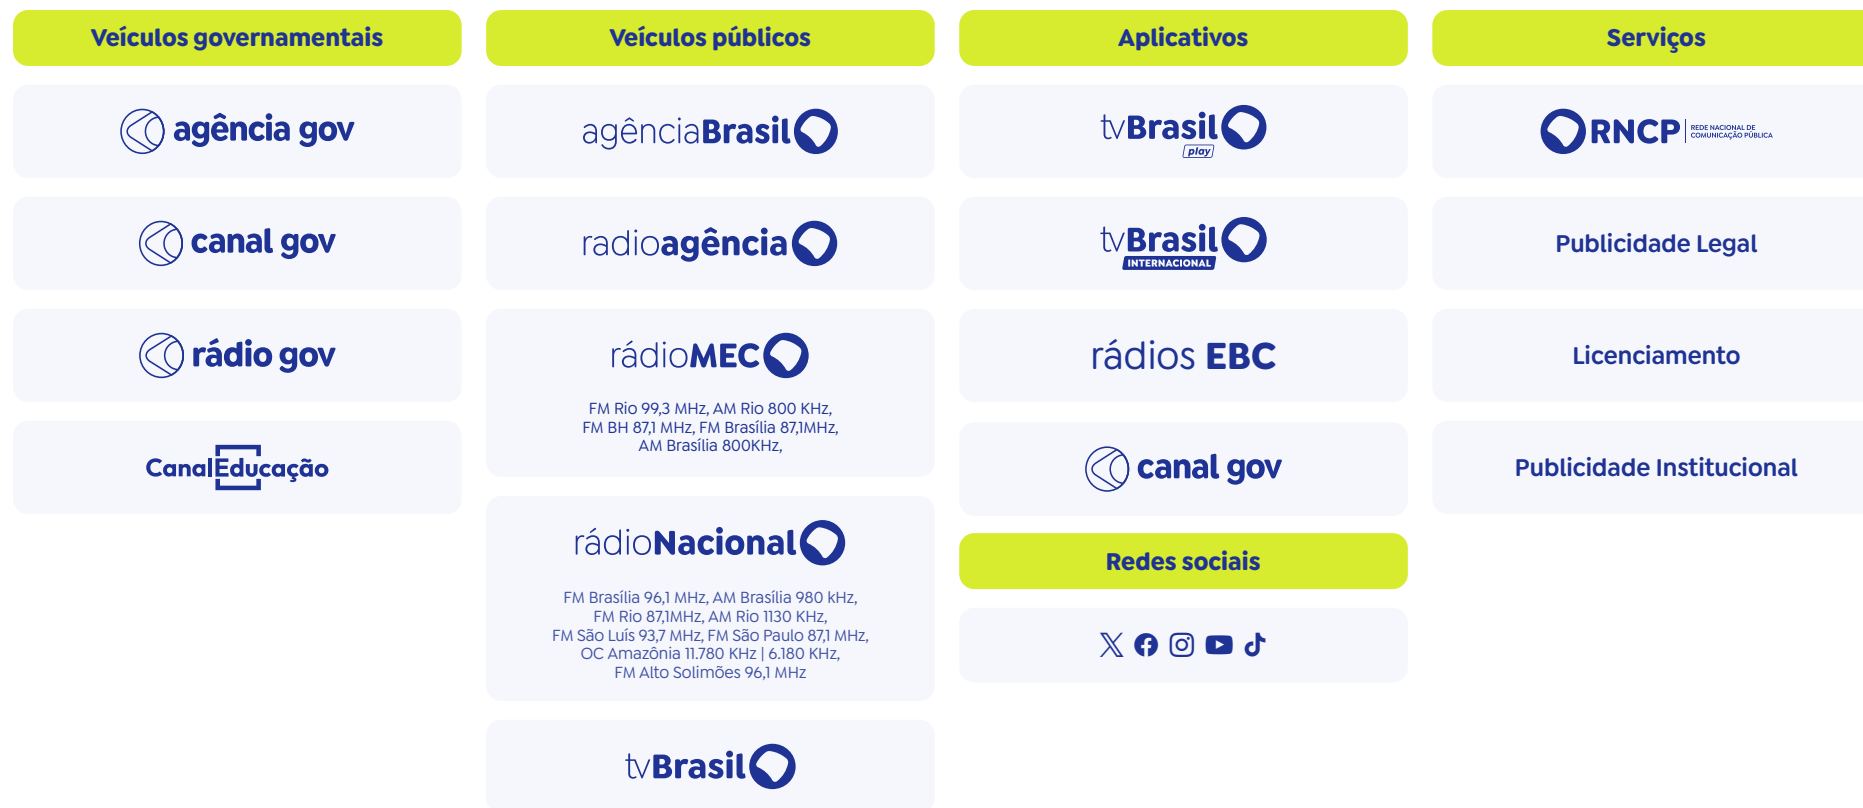 Veículos governamentais
agência gov
canal gov
rádio gov
CanalEducação
Veículos públicos
agênciaBrasil
radioagência
rádioMEC
FM Rio 99,3 MHz, AM Rio 800 KHz,
FM BH 87,1 MHz, FM Brasília 87,1MHz,
AM Brasília 800KHz,
rádioNacional
FM Brasília 96,1 MHz, AM Brasília 980 kHz,
FM Rio 87,1MHz, AM Rio 1130 KHz,
FM São Luís 93,7 MHz, FM São Paulo 87,1 MHz,
OC Amazônia 11.780 KHz | 6.180 KHz,
FM Alto Solimões 96,1 MHz
tvBrasil
Aplicativos
tvBrasil
play
tvBrasil
INTERNACIONAL
rádios EBC
canal gov
Redes sociais
Serviços
RNCP
REDE NACIONAL DE
COMUNICAÇÃO PÚBLICA
Publicidade Legal
Licenciamento
Publicidade Institucional